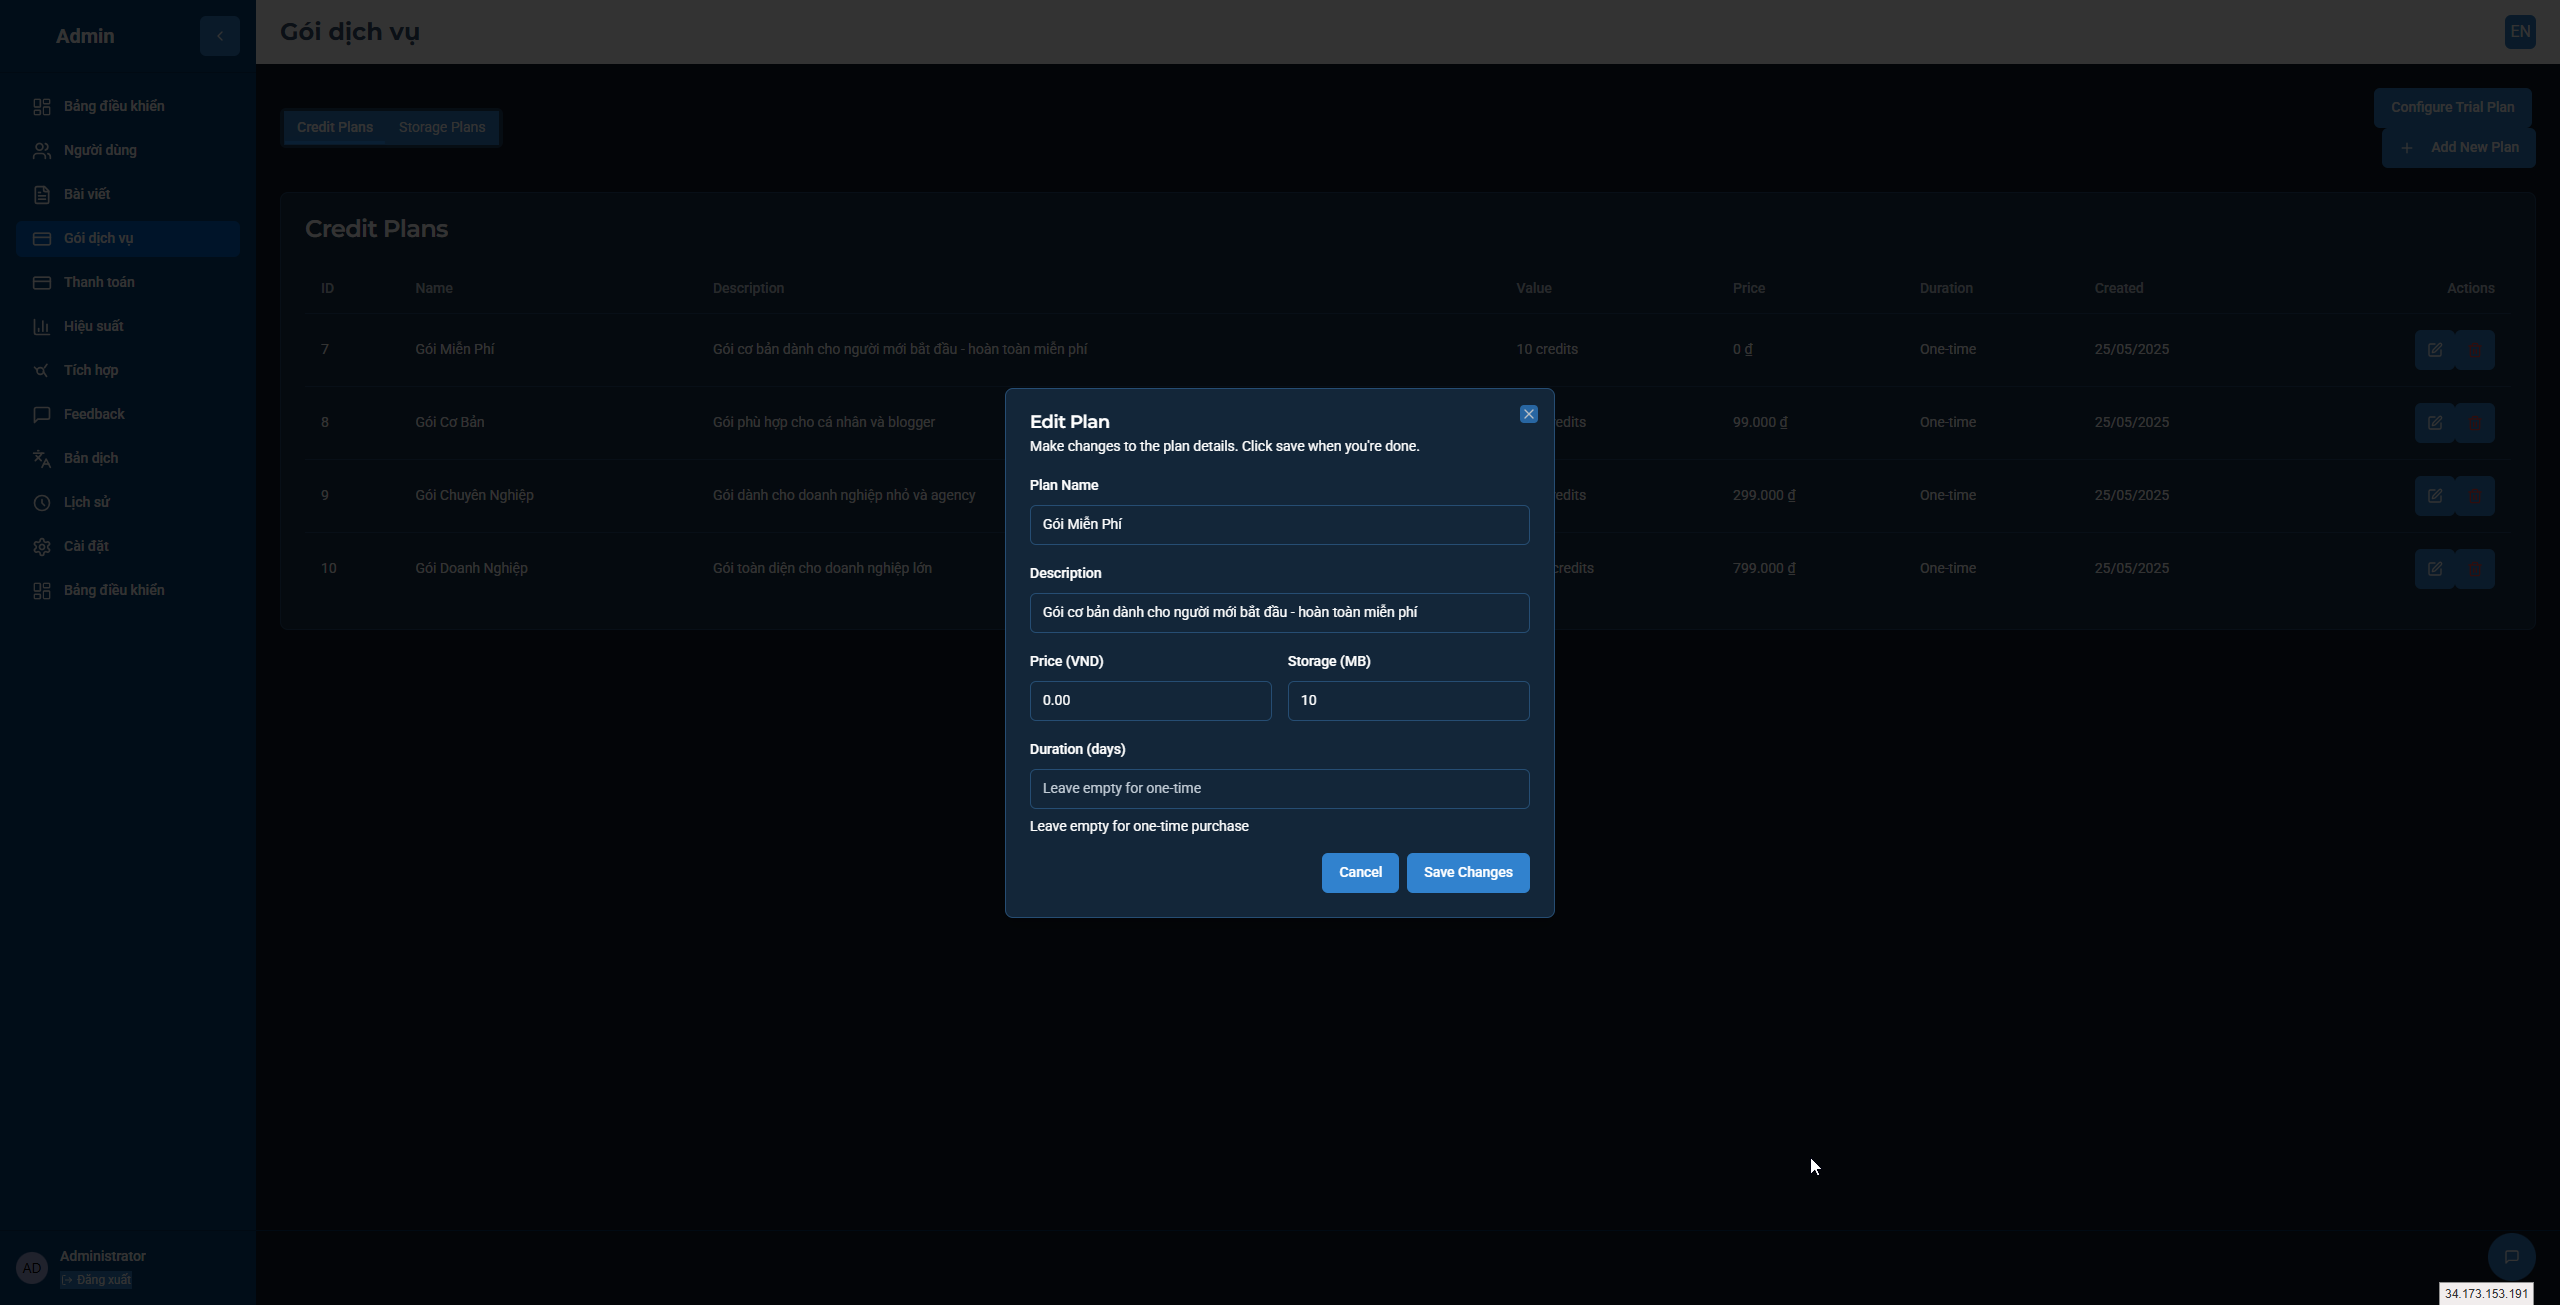 Admin
Gói dịch vụ
EN
Bảng điều khiển
Người dùng
Bài viết
Gói dịch vụ
Thanh toán
Hiệu suất
Tích hợp
Feedback
Bản dịch
Lịch sử
Cài đặt
Bảng điều khiển
Credit Plans
Storage Plans
Configure Trial Plan
Add New Plan
Credit Plans
ID Name Description Value Price Duration Created Actions
7 Gói Miễn Phí Gói cơ bản dành cho người mới bắt đầu - hoàn toàn miễn phí 10 credits 0 ₫ One-time 25/05/2025
8 Gói Cơ Bản Gói phù hợp cho cá nhân và blogger edits 99.000 ₫ One-time 25/05/2025
9 Gói Chuyên Nghiệp Gói dành cho doanh nghiệp nhỏ và agency edits 299.000 ₫ One-time 25/05/2025
10 Gói Doanh Nghiệp Gói toàn diện cho doanh nghiệp lớn credits 799.000 ₫ One-time 25/05/2025
Edit Plan
Make changes to the plan details. Click save when you're done.
Plan Name
Gói Miễn Phí
Description
Gói cơ bản dành cho người mới bắt đầu - hoàn toàn miễn phí
Price (VND) Storage (MB)
0.00 10
Duration (days)
Leave empty for one-time
Leave empty for one-time purchase
Cancel Save Changes
AD
Administrator
Đăng xuất
34.173.153.191